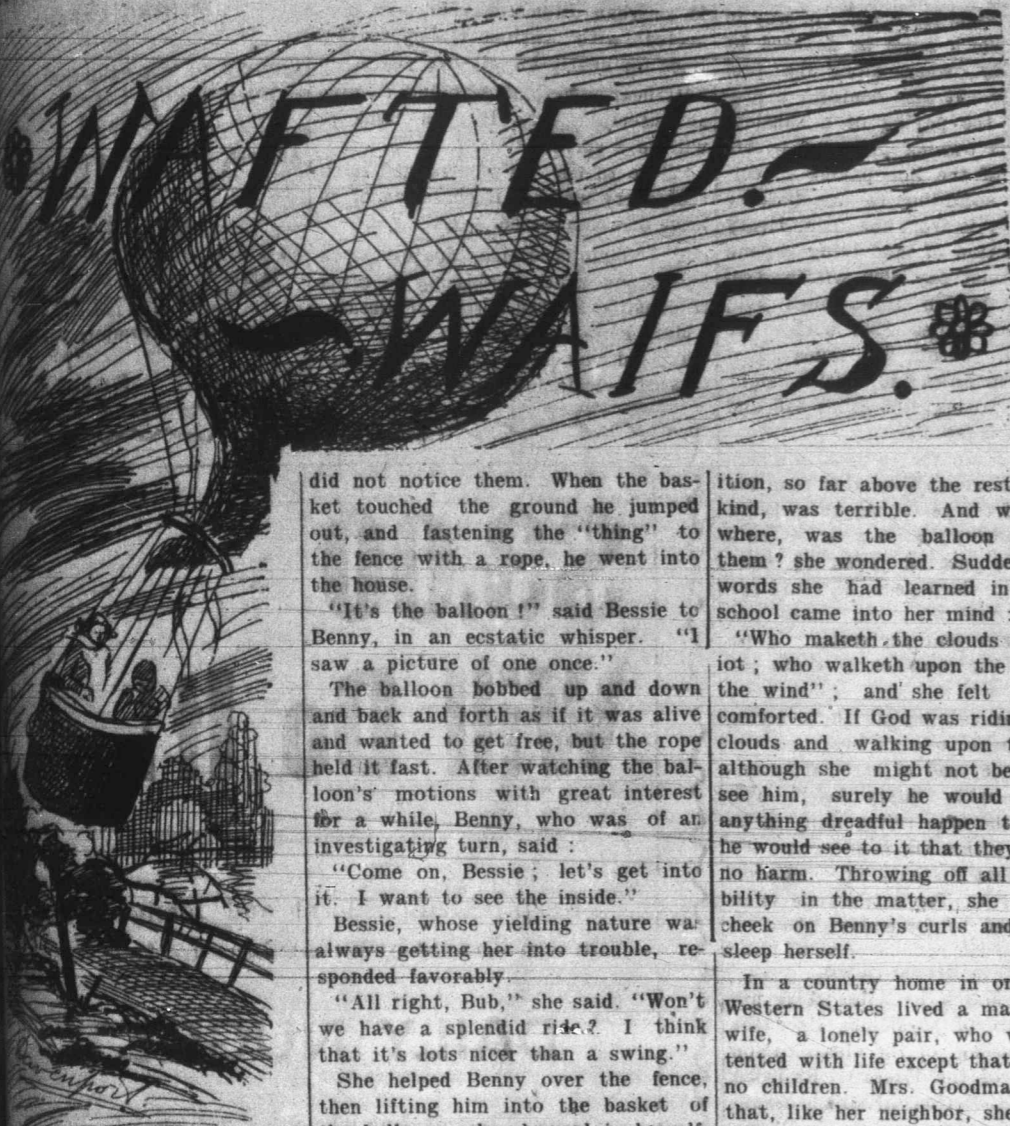 WAFTED.
WAIFS.
did not notice them. When the bas-
ket touched the ground he jumped
out, and fastening the "thing" to
the fence with a rope, he went into
the house.
"It's the balloon !" said Bessie to
Benny, in an ecstatic whisper. "I
saw a picture of one once."
The balloon bobbed up and down
and back and forth as if it was alive
and wanted to get free, but the rope
held it fast. After watching the bal-
loon's motions with great interest
for a while, Benny, who was of an
investigating turn, said :
"Come on, Bessie ; let's get into
it. I want to see the inside."
Bessie, whose yielding nature was
always getting her into trouble, re-
sponded favorably.
"All right, Bub," she said. "Won't
we have a splendid ride ? I think
that it's lots nicer than a swing."
She helped Benny over the fence,
then lifting him into the basket of
ition, so far above the rest
kind, was terrible. And w
where, was the balloon
them ? she wondered. Sudde
words she had learned in
school came into her mind :
"Who maketh the clouds
iot ; who walketh upon the
the wind" ; and she felt
comforted. If God was ridin
clouds and walking upon t
although she might not be
see him, surely he would
anything dreadful happen t
he would see to it that they
no harm. Throwing off all
bility in the matter, she
cheek on Benny's curls and
sleep herself.
In a country home in or
Western States lived a ma
wife, a lonely pair, who w
tented with life except that
no children. Mrs. Goodma
that, like her neighbor, she